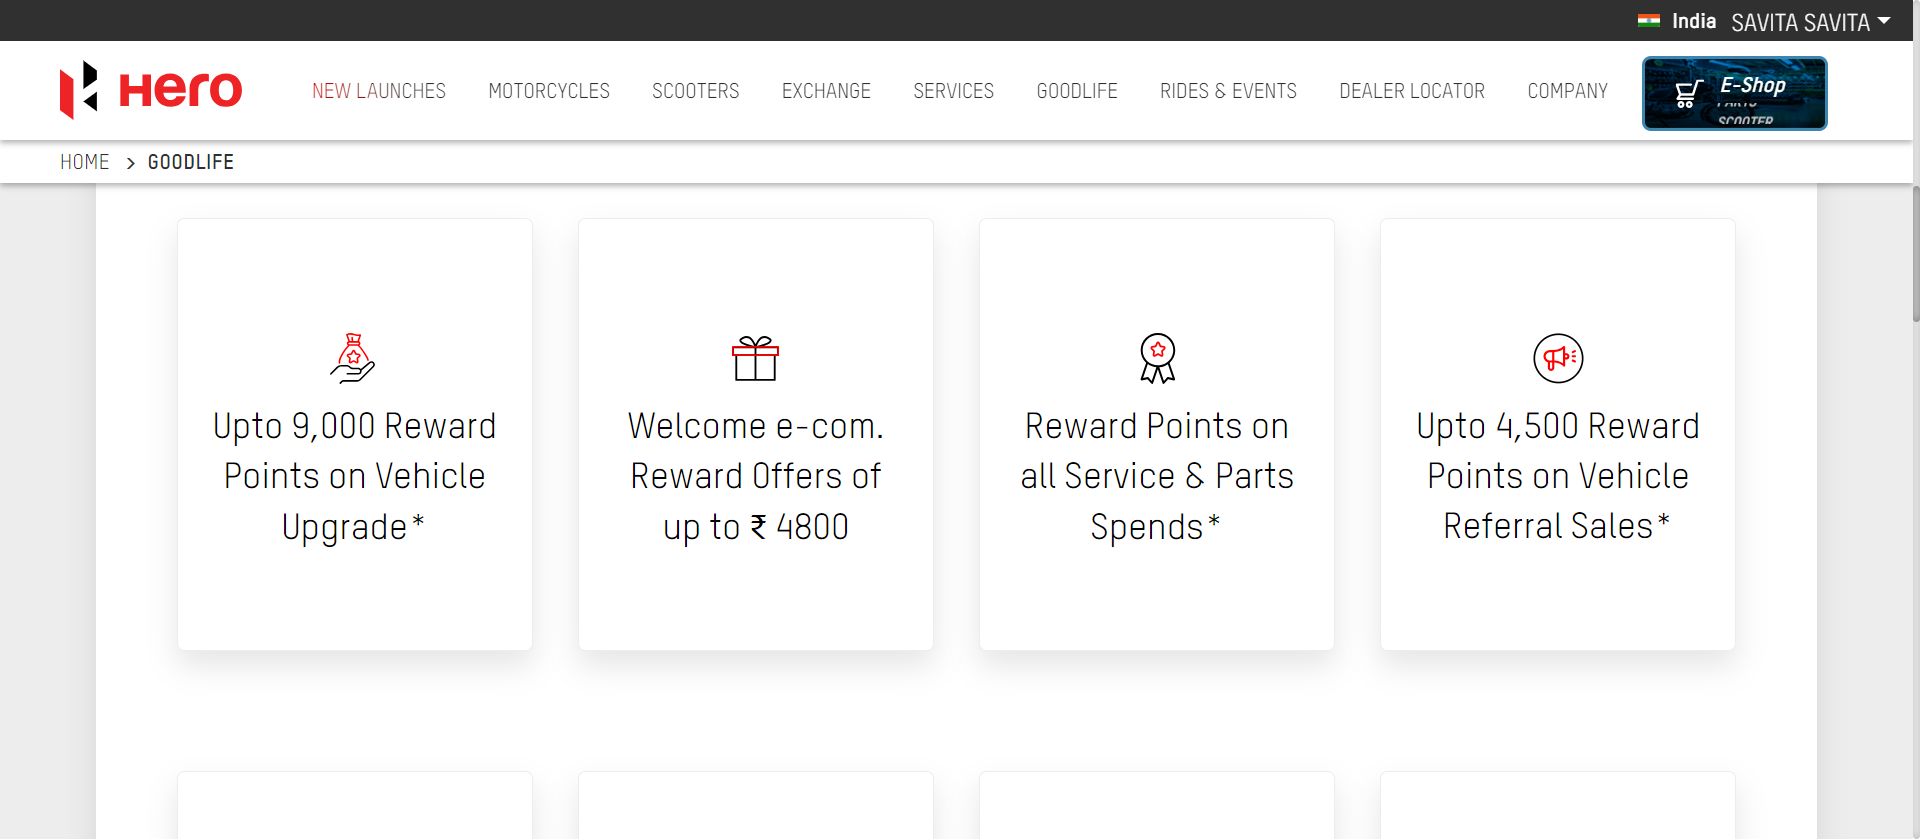 India SAVITA SAVITA
Hero
NEW LAUNCHES MOTORCYCLES SCOOTERS EXCHANGE SERVICES GOODLIFE RIDES & EVENTS DEALER LOCATOR COMPANY
E-Shop
PARTS
SCOOTER
HOME > GOODLIFE
Upto 9,000 Reward
Points on Vehicle
Upgrade*
Welcome e-com.
Reward Offers of
up to ₹ 4800
Reward Points on
all Service & Parts
Spends*
Upto 4,500 Reward
Points on Vehicle
Referral Sales*